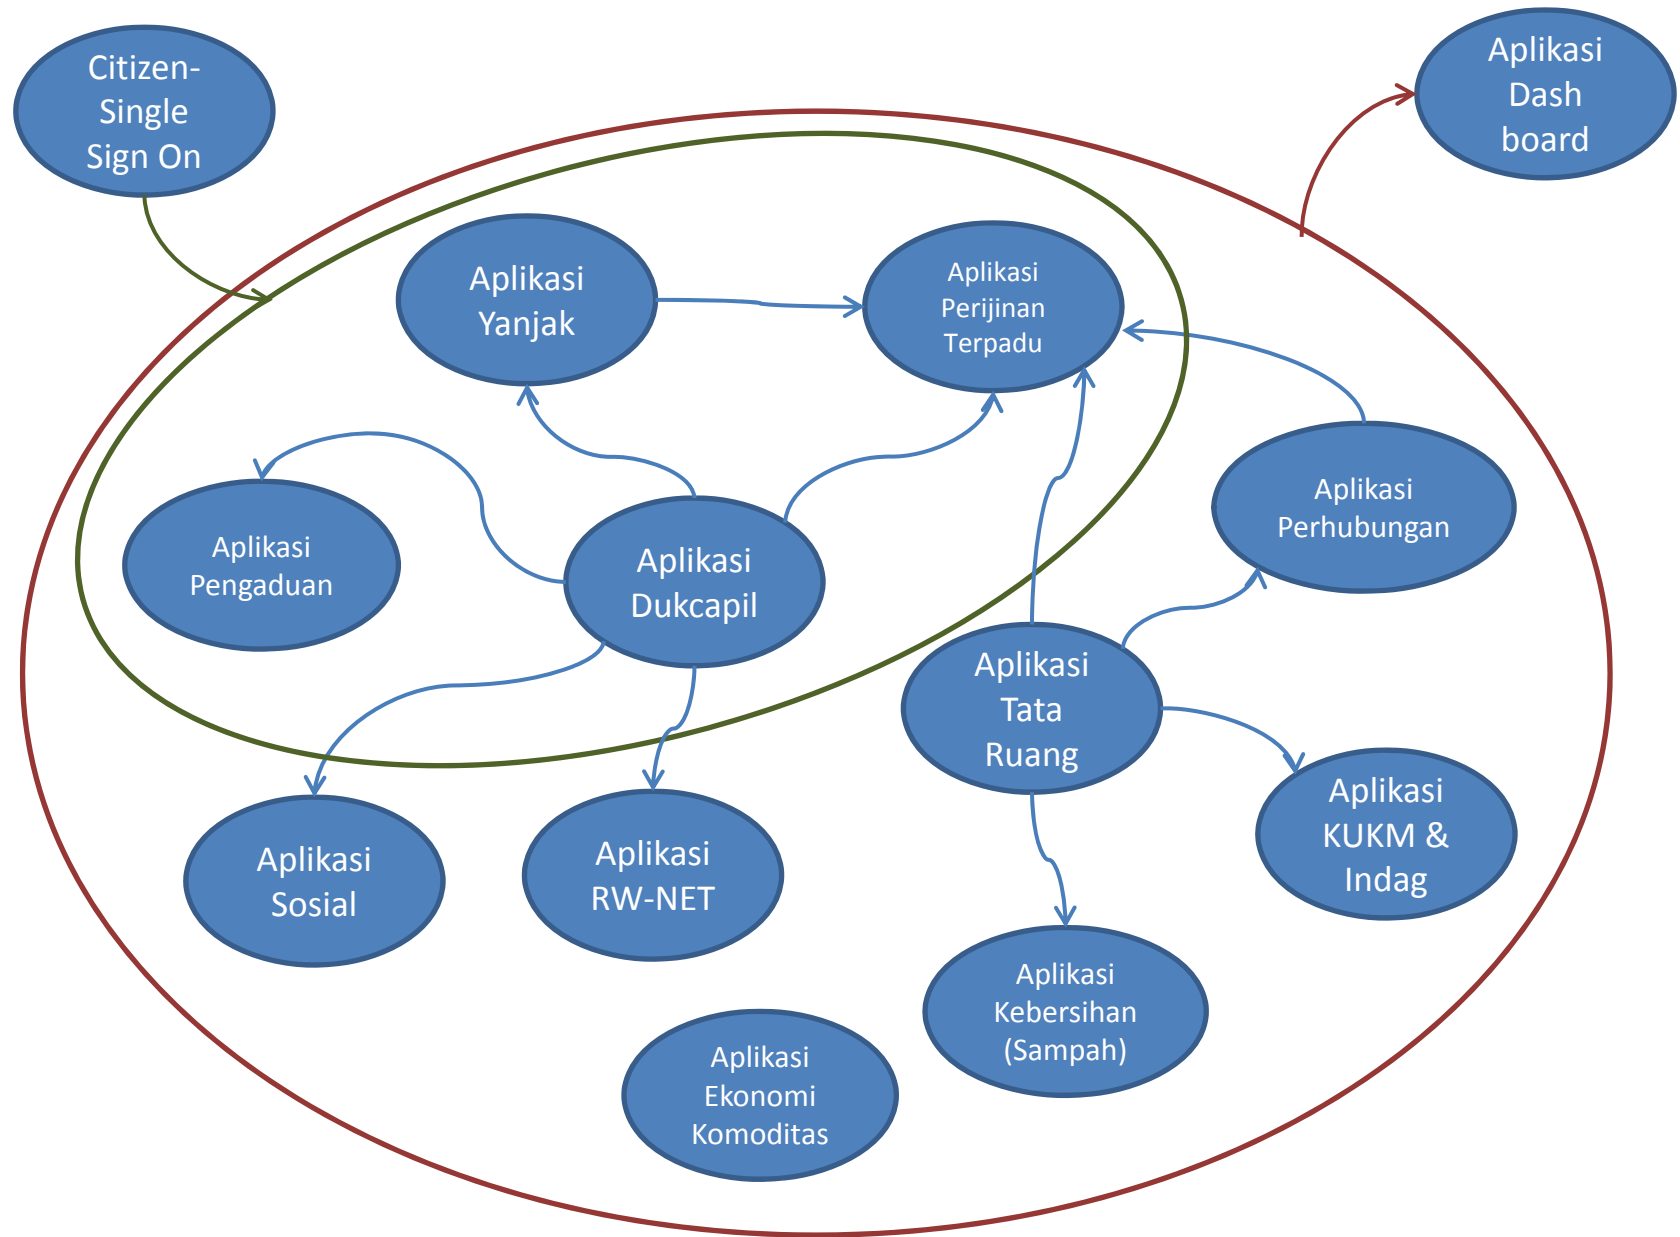 Citizen-
Single
Sign On
Aplikasi
Dash
board
Aplikasi
Yanjak
Aplikasi
Perijinan
Terpadu
Aplikasi
Pengaduan
Aplikasi
Dukcapil
Aplikasi
Perhubungan
Aplikasi
Tata
Ruang
Aplikasi
Sosial
Aplikasi
RW-NET
Aplikasi
KUKM &
Indag
Aplikasi
Kebersihan
(Sampah)
Aplikasi
Ekonomi
Komoditas